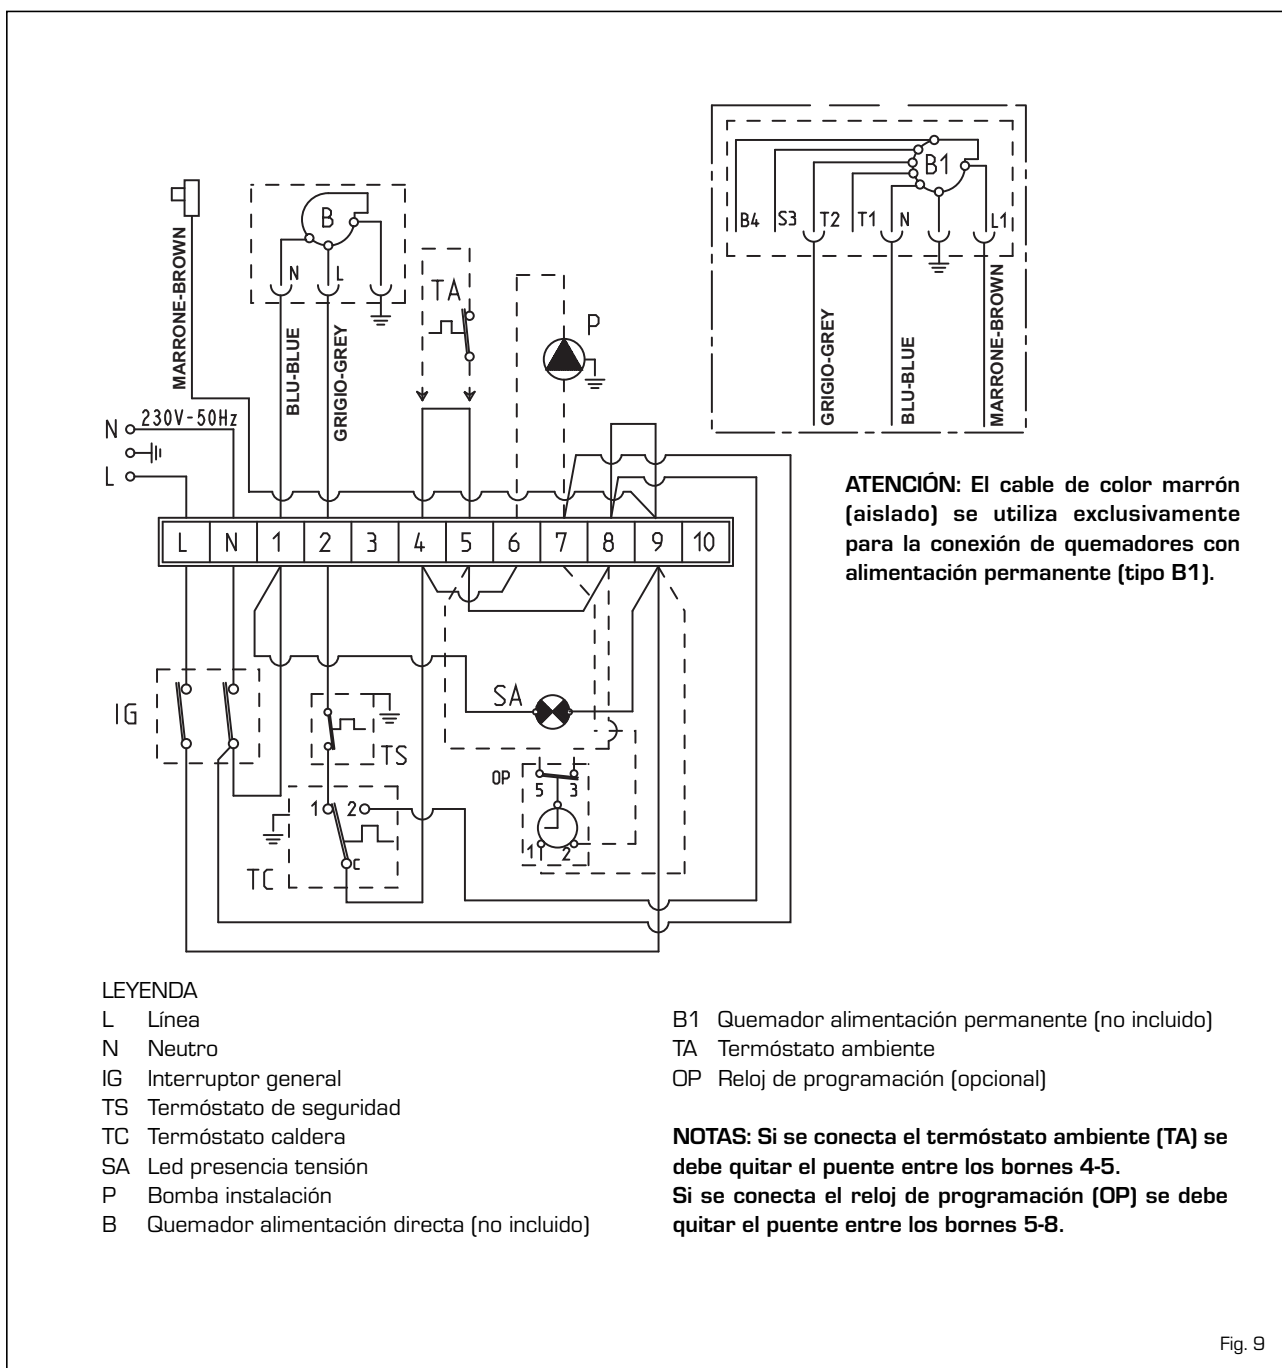 MARRONE-BROWN
B
N
L
BLU-BLUE
GRIGIO-GREY
TA
P
B1
B4
S3
T2
T1
N
L1
GRIGIO-GREY
BLU-BLUE
MARRONE-BROWN
N
230V-50Hz
L
ATENCIÓN: El cable de color marrón
(aislado) se utiliza exclusivamente
para la conexión de quemadores con
alimentación permanente (tipo B1).
L N 1 2 3 4 5 6 7 8 9 10
IG
SA
TS
OP
5 3
1 2
1 2
C
TC
LEYENDA
L Línea
N Neutro
IG Interruptor general
TS Termóstato de seguridad
TC Termóstato caldera
SA Led presencia tensión
P Bomba instalación
B Quemador alimentación directa (no incluido)
B1 Quemador alimentación permanente (no incluido)
TA Termóstato ambiente
OP Reloj de programación (opcional)
NOTAS: Si se conecta el termóstato ambiente (TA) se
debe quitar el puente entre los bornes 4-5.
Si se conecta el reloj de programación (OP) se debe
quitar el puente entre los bornes 5-8.
Fig. 9